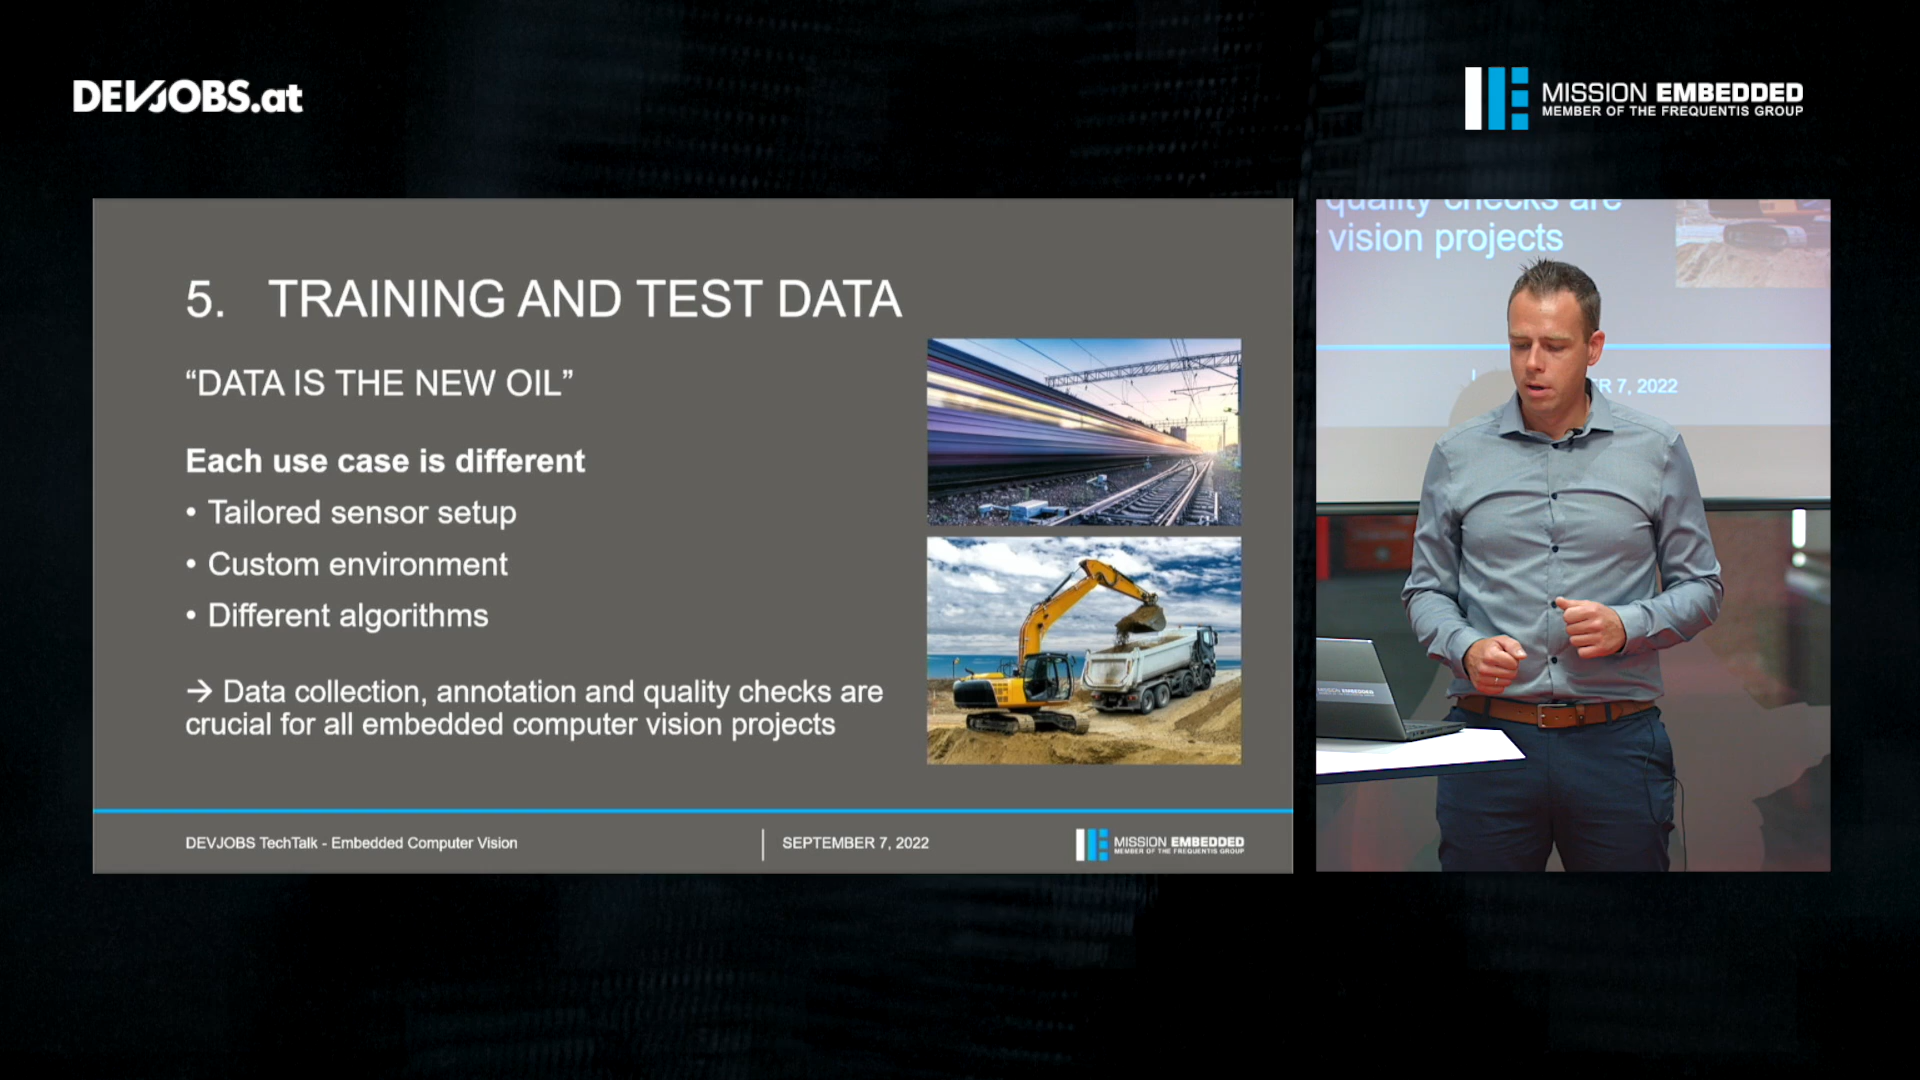 DEVJOBS.at
MISSION EMBEDDED
MEMBER OF THE FREQUENTIS GROUP
5. TRAINING AND TEST DATA
“DATA IS THE NEW OIL”
Each use case is different
• Tailored sensor setup
• Custom environment
• Different algorithms
→ Data collection, annotation and quality checks are
crucial for all embedded computer vision projects
DEVJOBS TechTalk - Embedded Computer Vision
SEPTEMBER 7, 2022
MISSION EMBEDDED
MEMBER OF THE FREQUENTIS GROUP
quality checks are
vision projects
R 7, 2022
MISSION EMBEDDED